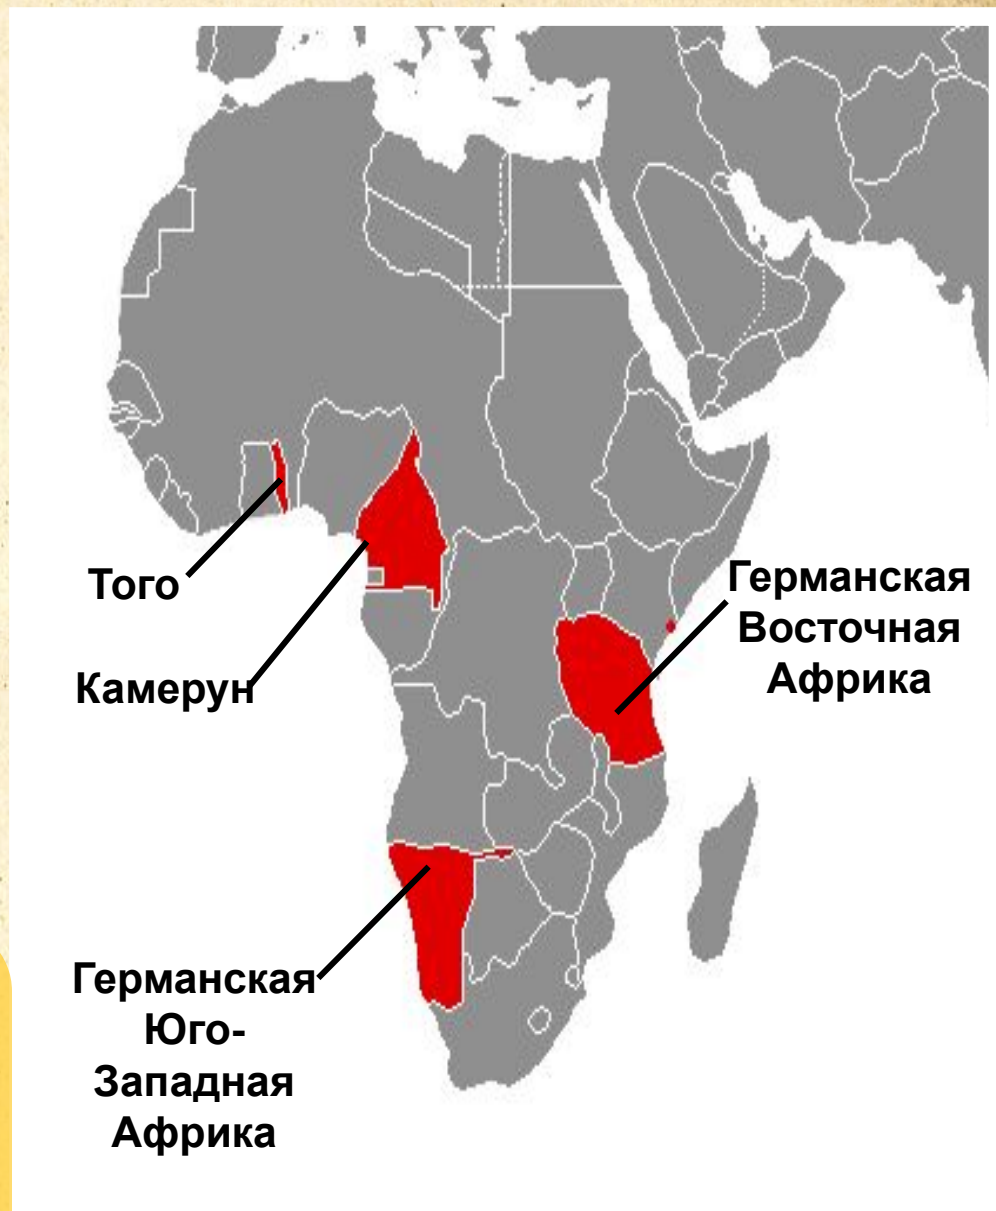 Того
Камерун
Германская
Восточная
Африка
Германская
Юго-
Западная
Африка